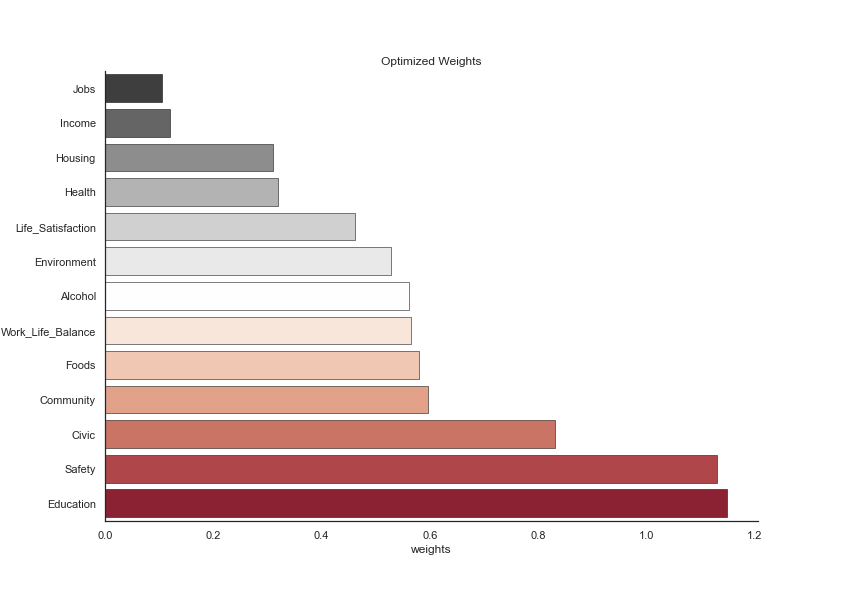 Optimized Weights
Jobs
Income
Housing
Health
Life_Satisfaction
Environment
Alcohol
Work_Life_Balance
Foods
Community
Civic
Safety
Education
0.0 0.2 0.4 0.6 0.8 1.0 1.2
weights